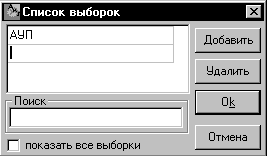 Список выборок
АУП
Добавить
Удалить
Поиск
Ok
Отмена
показать все выборки